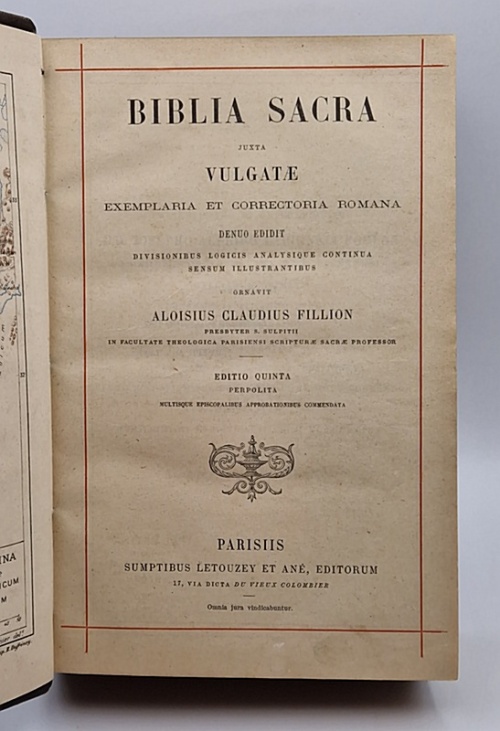 BIBLIA SACRA
JUXTA
VULGATÆ
EXEMPLARIA ET CORRECTORIA ROMANA
DENUO EDIDIT
DIVISIONIBUS LOGICIS ANALYSIQUE CONTINUA
SENSUM ILLUSTRANTIBUS
ORNAVIT
ALOISIUS CLAUDIUS FILLION
PRESBYTER S. SULPITII
IN FACULTATE THEOLOGICA PARISIENSI SCRIPTURÆ SACRÆ PROFESSOR
EDITIO QUINTA
PERPOLITA
MULTISQUE EPISCOPALIBUS APPROBATIONIBUS COMMENDATA
PARISIIS
SUMPTIBUS LETOUZEY ET ANÉ, EDITORUM
17, VIA DICTA DU VIEUX COLOMBIER
Omnia jura vindicabuntur.